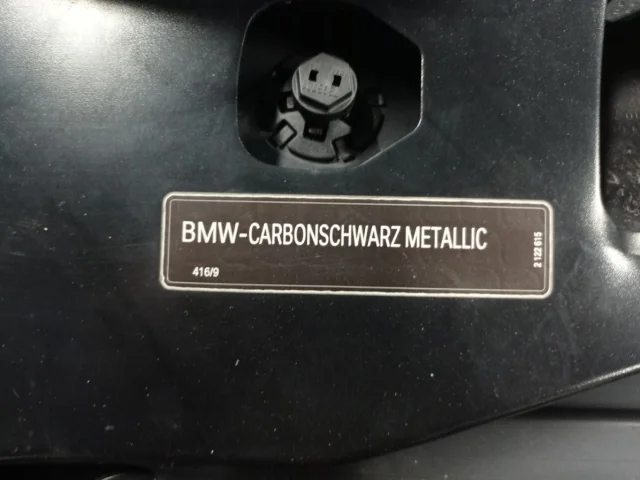 BMW-CARBONSCHWARZ METALLIC
416/9
2 122 615